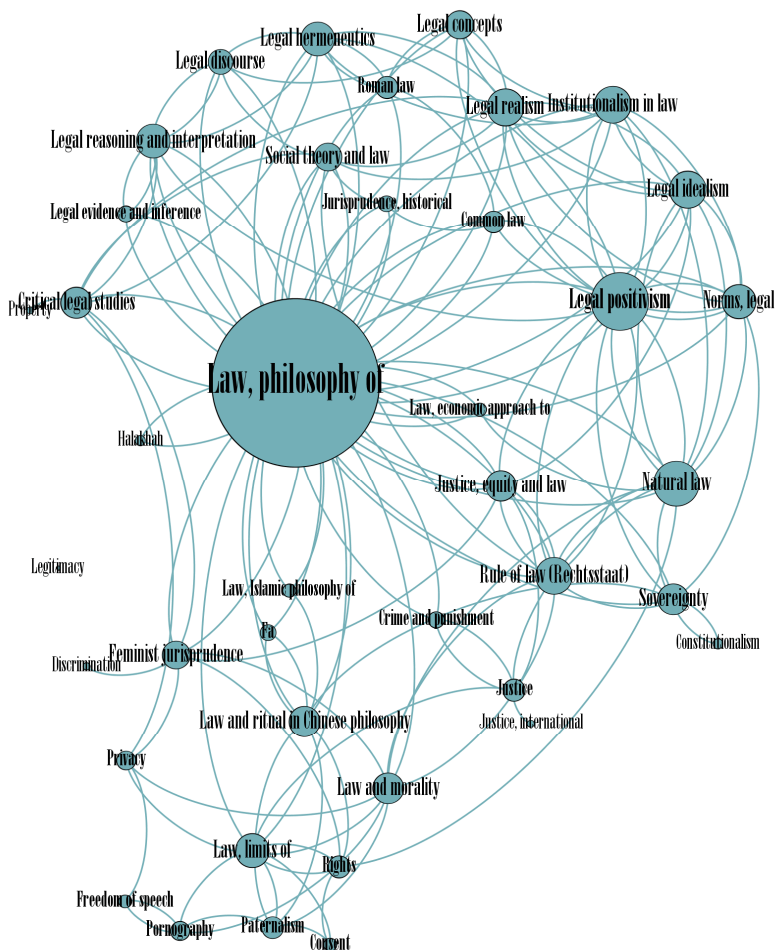 Legal concepts
Legal hermeneutics
Legal discourse
Roman law
Legal realism
Institutionalism in law
Legal reasoning and interpretation
Social theory and law
Legal idealism
Jurisprudence, historical
Legal evidence and inference
Common law
Critical legal studies
Property
Legal positivism
Norms, legal
Law, philosophy of
Law, economic approach to
Halakhah
Justice, equity and law
Natural law
Legitimacy
Rule of law (Rechtsstaat)
Law, Islamic philosophy of
Sovereignty
Crime and punishment
Fa
Constitutionalism
Feminist jurisprudence
Discrimination
Justice
Law and ritual in Chinese philosophy
Justice, international
Privacy
Law and morality
Law, limits of
Rights
Freedom of speech
Pornography
Paternalism
Consent